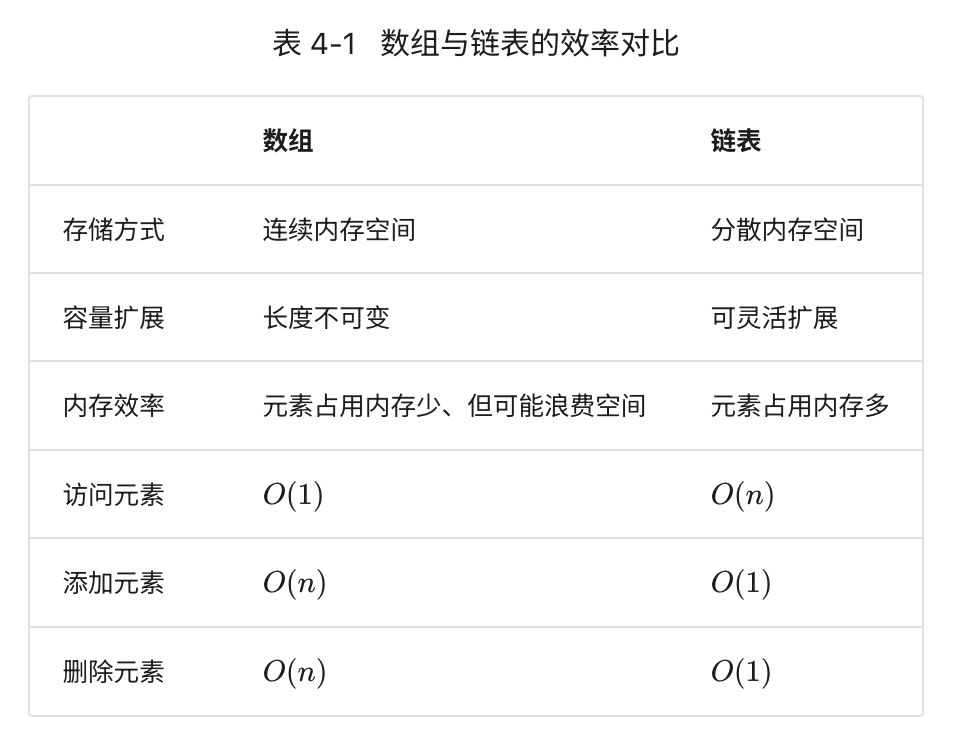 表 4-1 数组与链表的效率对比
数组 链表
存储方式 连续内存空间 分散内存空间
容量扩展 长度不可变 可灵活扩展
内存效率 元素占用内存少、但可能浪费空间 元素占用内存多
访问元素 O(1) O(n)
添加元素 O(n) O(1)
删除元素 O(n) O(1)